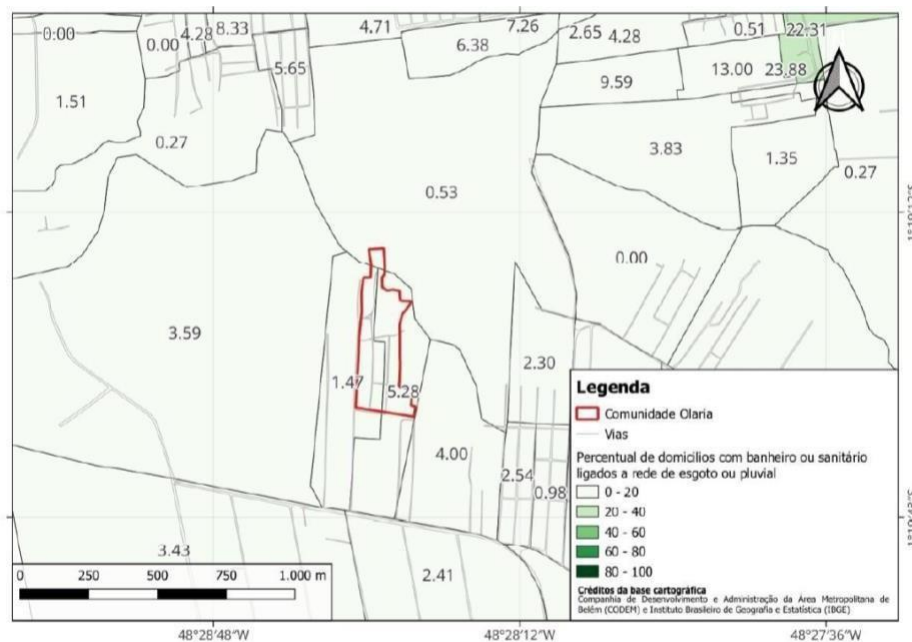 0.00
0.00
4.28
8.33
4.71
7.26
6.38
2.65
4.28
0.51
22.31
5.65
9.59
13.00
23.88
1.51
0.27
3.83
1.35
0.27
0.53
0.00
3.59
1.47
5.28
2.30
4.00
2.54
0.98
3.43
2.41
Legenda
Comunidade Olaria
Vias
Percentual de domicilios com banheiro ou sanitário
ligados a rede de esgoto ou pluvial
0 - 20
20 - 40
40 - 60
60 - 80
80 - 100
Créditos da base cartográfica
Companhia de Desenvolvimento e Administração da Área Metropolitana de
Belém (CODEM) e Instituto Brasileiro de Geografia e Estatística (IBGE)
0 250 500 750 1.000 m
48°28'48"W 48°28'12"W 48°27'36"W